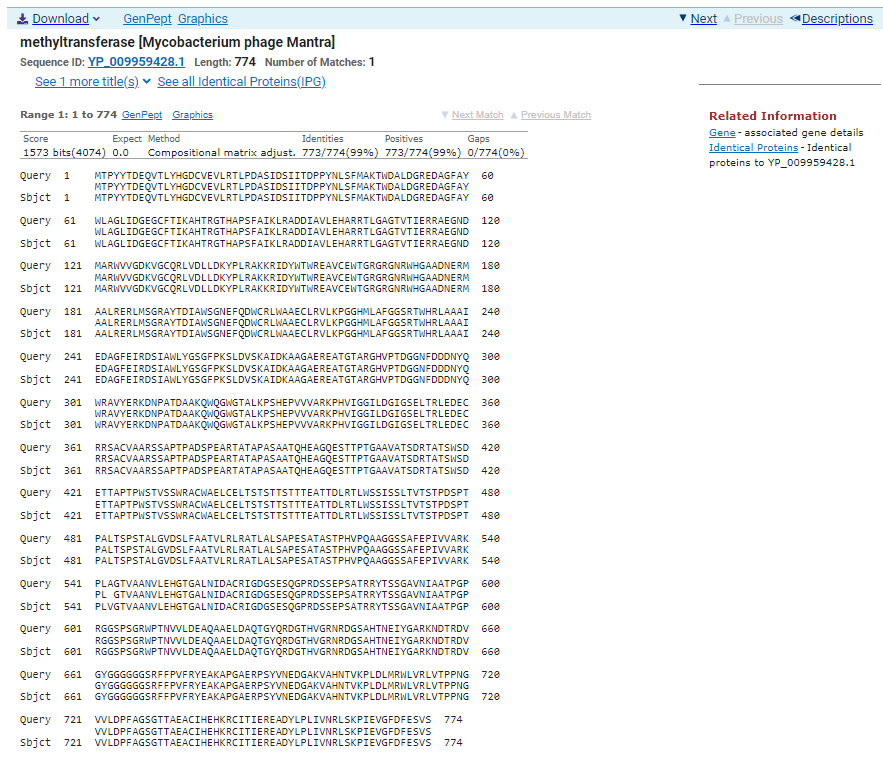 Download GenPept Graphics Next Previous Descriptions
methyltransferase [Mycobacterium phage Mantra]
Sequence ID: YP_009959428.1 Length: 774 Number of Matches: 1
See 1 more title(s) See all Identical Proteins(IPG)
Range 1: 1 to 774 GenPept Graphics Next Match Previous Match
Related Information
Gene - associated gene details
Identical Proteins - Identical
proteins to YP_009959428.1
Score Expect Method Identities Positives Gaps
1573 bits(4074) 0.0 Compositional matrix adjust. 773/774(99%) 773/774(99%) 0/774(0%)
Query 1 MTPYYTDEQVTLYHGDCVEVLRTLPDASIDSIITDPPYNLSFMAKTWDALDGREDAGFAY 60
MTPYYTDEQVTLYHGDCVEVLRTLPDASIDSIITDPPYNLSFMAKTWDALDGREDAGFAY
Sbjct 1 MTPYYTDEQVTLYHGDCVEVLRTLPDASIDSIITDPPYNLSFMAKTWDALDGREDAGFAY 60
Query 61 WLAGLIDGEGCFTIKAHTRGTHAPSFAIKLRADDIAVLEHARRTLGAGTVTIERRAEGND 120
WLAGLIDGEGCFTIKAHTRGTHAPSFAIKLRADDIAVLEHARRTLGAGTVTIERRAEGND
Sbjct 61 WLAGLIDGEGCFTIKAHTRGTHAPSFAIKLRADDIAVLEHARRTLGAGTVTIERRAEGND 120
Query 121 MARWVVGDKVGCQRLVDLLDKYPLRAKKRIDYWTWREAVCEWTGRGRGNRWHGAADNERM 180
MARWVVGDKVGCQRLVDLLDKYPLRAKKRIDYWTWREAVCEWTGRGRGNRWHGAADNERM
Sbjct 121 MARWVVGDKVGCQRLVDLLDKYPLRAKKRIDYWTWREAVCEWTGRGRGNRWHGAADNERM 180
Query 181 AALRERLMSGRAYTDIAWSGNEFQDWCRLWAAECLRVLKPGGHMLAFGGSRTWHRLAAAI 240
AALRERLMSGRAYTDIAWSGNEFQDWCRLWAAECLRVLKPGGHMLAFGGSRTWHRLAAAI
Sbjct 181 AALRERLMSGRAYTDIAWSGNEFQDWCRLWAAECLRVLKPGGHMLAFGGSRTWHRLAAAI 240
Query 241 EDAGFEIRDSIAWLYGSGFPKSLDVSKAIDKAAGAEREATGTARGHVPTDGGNFDDDNYQ 300
EDAGFEIRDSIAWLYGSGFPKSLDVSKAIDKAAGAEREATGTARGHVPTDGGNFDDDNYQ
Sbjct 241 EDAGFEIRDSIAWLYGSGFPKSLDVSKAIDKAAGAEREATGTARGHVPTDGGNFDDDNYQ 300
Query 301 WRAVYERKDNPATDAAKQWQGWGTALKPSHEPVVVARKPHVIGGILDGIGSELTRLEDEC 360
WRAVYERKDNPATDAAKQWQGWGTALKPSHEPVVVARKPHVIGGILDGIGSELTRLEDEC
Sbjct 301 WRAVYERKDNPATDAAKQWQGWGTALKPSHEPVVVARKPHVIGGILDGIGSELTRLEDEC 360
Query 361 RRSACVAARSSAPTPADSPEARTATAPASAATQHEAGQESTTPTGAAVATSDRTATSWSD 420
RRSACVAARSSAPTPADSPEARTATAPASAATQHEAGQESTTPTGAAVATSDRTATSWSD
Sbjct 361 RRSACVAARSSAPTPADSPEARTATAPASAATQHEAGQESTTPTGAAVATSDRTATSWSD 420
Query 421 ETTAPTPWSTVSSWRACWAELCELTSTSTTSTTTEATTDLRTLWSSISSLTVTSTPDSPT 480
ETTAPTPWSTVSSWRACWAELCELTSTSTTSTTTEATTDLRTLWSSISSLTVTSTPDSPT
Sbjct 421 ETTAPTPWSTVSSWRACWAELCELTSTSTTSTTTEATTDLRTLWSSISSLTVTSTPDSPT 480
Query 481 PALTSPSTALGVDSLFAATVLRLRATLALSAPESATASTPHVPQAAGGSSAFEPIVVARK 540
PALTSPSTALGVDSLFAATVLRLRATLALSAPESATASTPHVPQAAGGSSAFEPIVVARK
Sbjct 481 PALTSPSTALGVDSLFAATVLRLRATLALSAPESATASTPHVPQAAGGSSAFEPIVVARK 540
Query 541 PLAGTVAANVLEHGTGALNIDACRIGDGSESQGPRDSSEPSATRRYTSSGAVNIAATPGP 600
PL GTVAANVLEHGTGALNIDACRIGDGSESQGPRDSSEPSATRRYTSSGAVNIAATPGP
Sbjct 541 PLVGTVAANVLEHGTGALNIDACRIGDGSESQGPRDSSEPSATRRYTSSGAVNIAATPGP 600
Query 601 RGGSPSGRWPTNVVLDEAQAAELDAQTGYQRDGTHVGRNRDGSAHTNEIYGARKNDTRDV 660
RGGSPSGRWPTNVVLDEAQAAELDAQTGYQRDGTHVGRNRDGSAHTNEIYGARKNDTRDV
Sbjct 601 RGGSPSGRWPTNVVLDEAQAAELDAQTGYQRDGTHVGRNRDGSAHTNEIYGARKNDTRDV 660
Query 661 GYGGGGGGSRFFPVFRYEAKAPGAERPSYVNEDGAKVAHNTVKPLDLMRWLVRLVTPPNG 720
GYGGGGGGSRFFPVFRYEAKAPGAERPSYVNEDGAKVAHNTVKPLDLMRWLVRLVTPPNG
Sbjct 661 GYGGGGGGSRFFPVFRYEAKAPGAERPSYVNEDGAKVAHNTVKPLDLMRWLVRLVTPPNG 720
Query 721 VVLDPFAGSGTTAEACIHEHKRCITIEREADYLPLIVNRLSKPIEVGFDFESVS 774
VVLDPFAGSGTTAEACIHEHKRCITIEREADYLPLIVNRLSKPIEVGFDFESVS
Sbjct 721 VVLDPFAGSGTTAEACIHEHKRCITIEREADYLPLIVNRLSKPIEVGFDFESVS 774